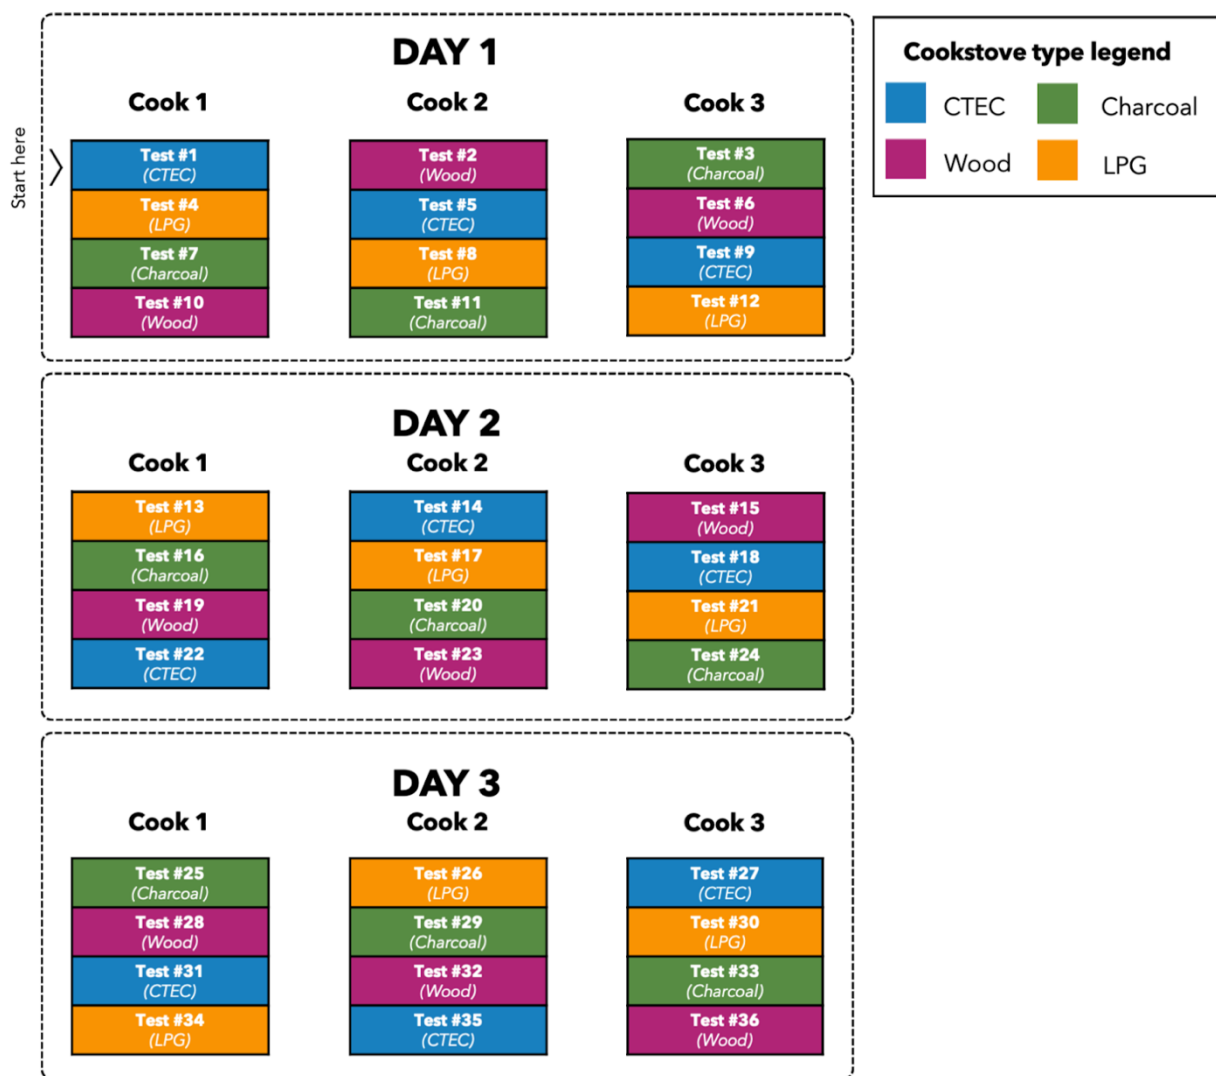 DAY 1
Cook 1
Cook 2
Cook 3
Start here
Test #1
(CTEC)
Test #2
(Wood)
Test #3
(Charcoal)
Test #4
(LPG)
Test #5
(CTEC)
Test #6
(Wood)
Test #7
(Charcoal)
Test #8
(LPG)
Test #9
(CTEC)
Test #10
(Wood)
Test #11
(Charcoal)
Test #12
(LPG)
Cookstove type legend
CTEC
Charcoal
Wood
LPG
DAY 2
Cook 1
Cook 2
Cook 3
Test #13
(LPG)
Test #14
(CTEC)
Test #15
(Wood)
Test #16
(Charcoal)
Test #17
(LPG)
Test #18
(CTEC)
Test #19
(Wood)
Test #20
(Charcoal)
Test #21
(LPG)
Test #22
(CTEC)
Test #23
(Wood)
Test #24
(Charcoal)
DAY 3
Cook 1
Cook 2
Cook 3
Test #25
(Charcoal)
Test #26
(LPG)
Test #27
(CTEC)
Test #28
(Wood)
Test #29
(Charcoal)
Test #30
(LPG)
Test #31
(CTEC)
Test #32
(Wood)
Test #33
(Charcoal)
Test #34
(LPG)
Test #35
(CTEC)
Test #36
(Wood)